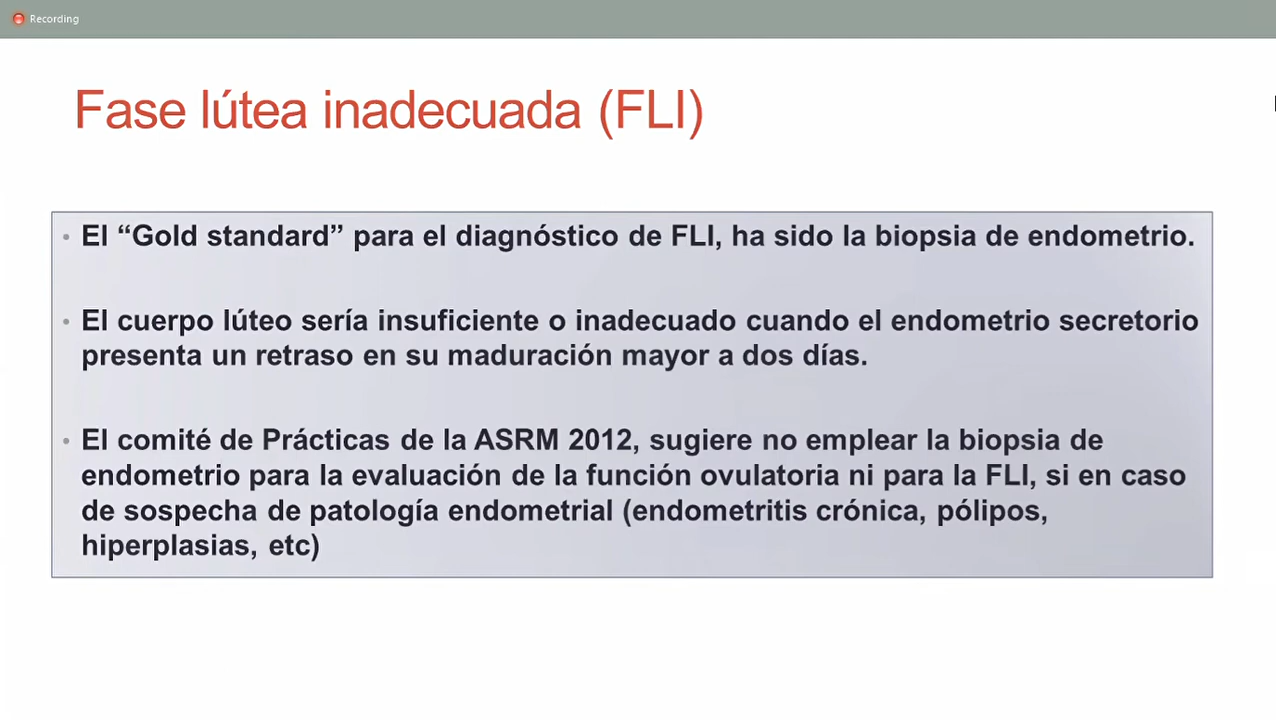 Recording
Fase lútea inadecuada (FLI)
• El “Gold standard” para el diagnóstico de FLI, ha sido la biopsia de endometrio.
• El cuerpo lúteo sería insuficiente o inadecuado cuando el endometrio secretorio
presenta un retraso en su maduración mayor a dos días.
• El comité de Prácticas de la ASRM 2012, sugiere no emplear la biopsia de
endometrio para la evaluación de la función ovulatoria ni para la FLI, si en caso
de sospecha de patología endometrial (endometritis crónica, pólipos,
hiperplasias, etc)